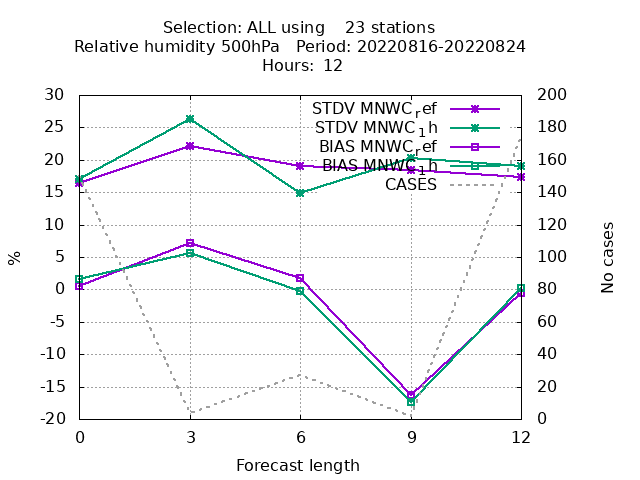 Selection: ALL using    23 stations
Relative humidity 500hPa   Period: 20220816-20220824
Hours: 12
STDV MNWC_ref
STDV MNWC_1h
BIAS MNWC_ref
BIAS MNWC_1h
CASES
30
25
20
15
10
5
0
-5
-10
-15
-20
%
200
180
160
140
120
100
80
60
40
20
0
No cases
0 3 6 9 12
Forecast length